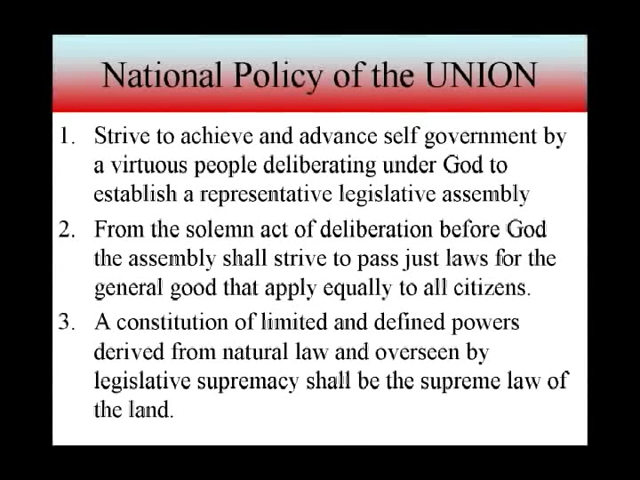 National Policy of the UNION
1. Strive to achieve and advance self government by
a virtuous people deliberating under God to
establish a representative legislative assembly
2. From the solemn act of deliberation before God
the assembly shall strive to pass just laws for the
general good that apply equally to all citizens.
3. A constitution of limited and defined powers
derived from natural law and overseen by
legislative supremacy shall be the supreme law of
the land.